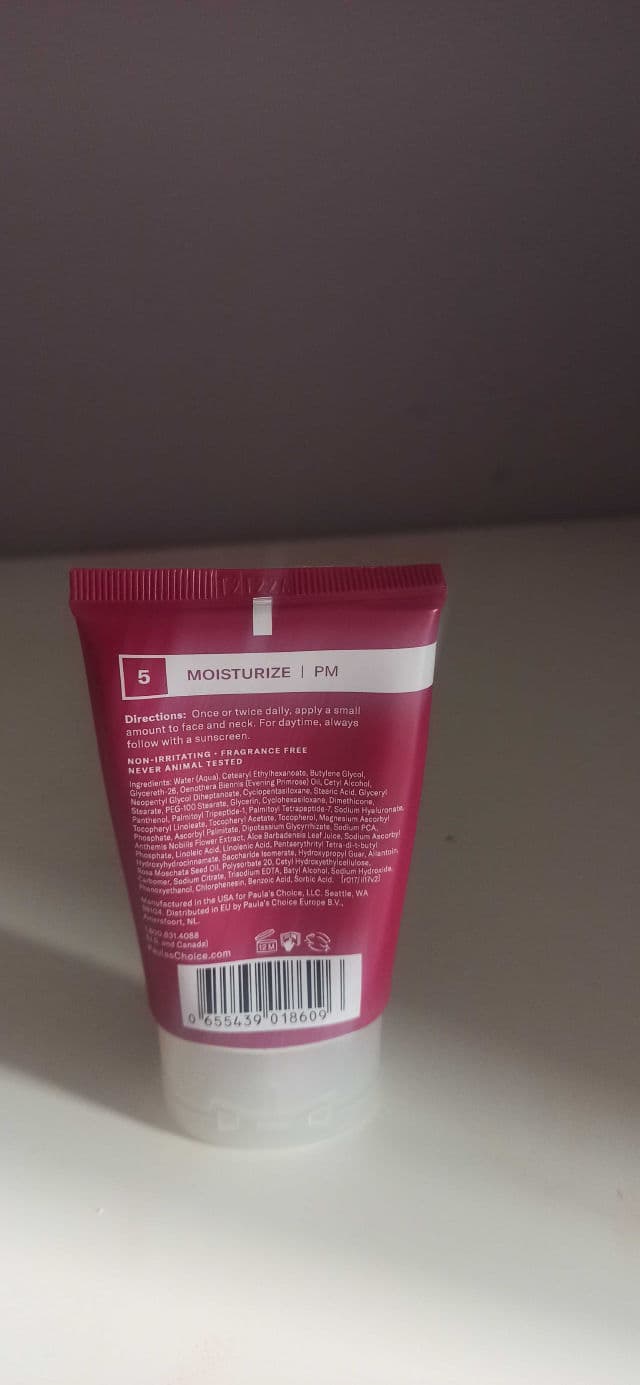 5 MOISTURIZE | PM
Directions: Once or twice daily, apply a small
amount to face and neck. For daytime, always
follow with a sunscreen.
NON-IRRITATING • FRAGRANCE FREE
NEVER ANIMAL TESTED
Ingredients: Water (Aqua), Cetearyl Ethylhexanoate, Butylene Glycol,
Glycereth-26, Oenothera Biennis (Evening Primrose) Oil, Cetyl Alcohol,
Neopentyl Glycol Diheptanoate, Cyclopentasiloxane, Stearic Acid, Glyceryl
Stearate, PEG-100 Stearate, Glycerin, Cyclohexasiloxane, Dimethicone,
Panthenol, Palmitoyl Tripeptide-1, Palmitoyl Tetrapeptide-7, Sodium Hyaluronate,
Tocopheryl Linoleate, Tocopheryl Acetate, Tocopherol, Magnesium Ascorbyl
Phosphate, Ascorbyl Palmitate, Dipotassium Glycyrrhizate, Sodium PCA,
Anthemis Nobilis Flower Extract, Aloe Barbadensis Leaf Juice, Sodium Ascorbyl
Phosphate, Linoleic Acid, Linolenic Acid, Pentaerythrityl Tetra-di-t-butyl
Hydroxyhydrocinnamate, Saccharide Isomerate, Hydroxypropyl Guar, Allantoin,
Rosa Moschata Seed Oil, Polysorbate 20, Cetyl Hydroxyethylcellulose,
Carbomer, Sodium Citrate, Trisodium EDTA, Batyl Alcohol, Sodium Hydroxide,
Phenoxyethanol, Chlorphenesin, Benzoic Acid, Sorbic Acid.
Manufactured in the USA for Paula's Choice, LLC. Seattle, WA
98104. Distributed in EU by Paula's Choice Europe B.V.,
Amersfoort, NL.
1.800.831.4088
(U.S. and Canada)
PaulasChoice.com
12 M
0 655439 018609